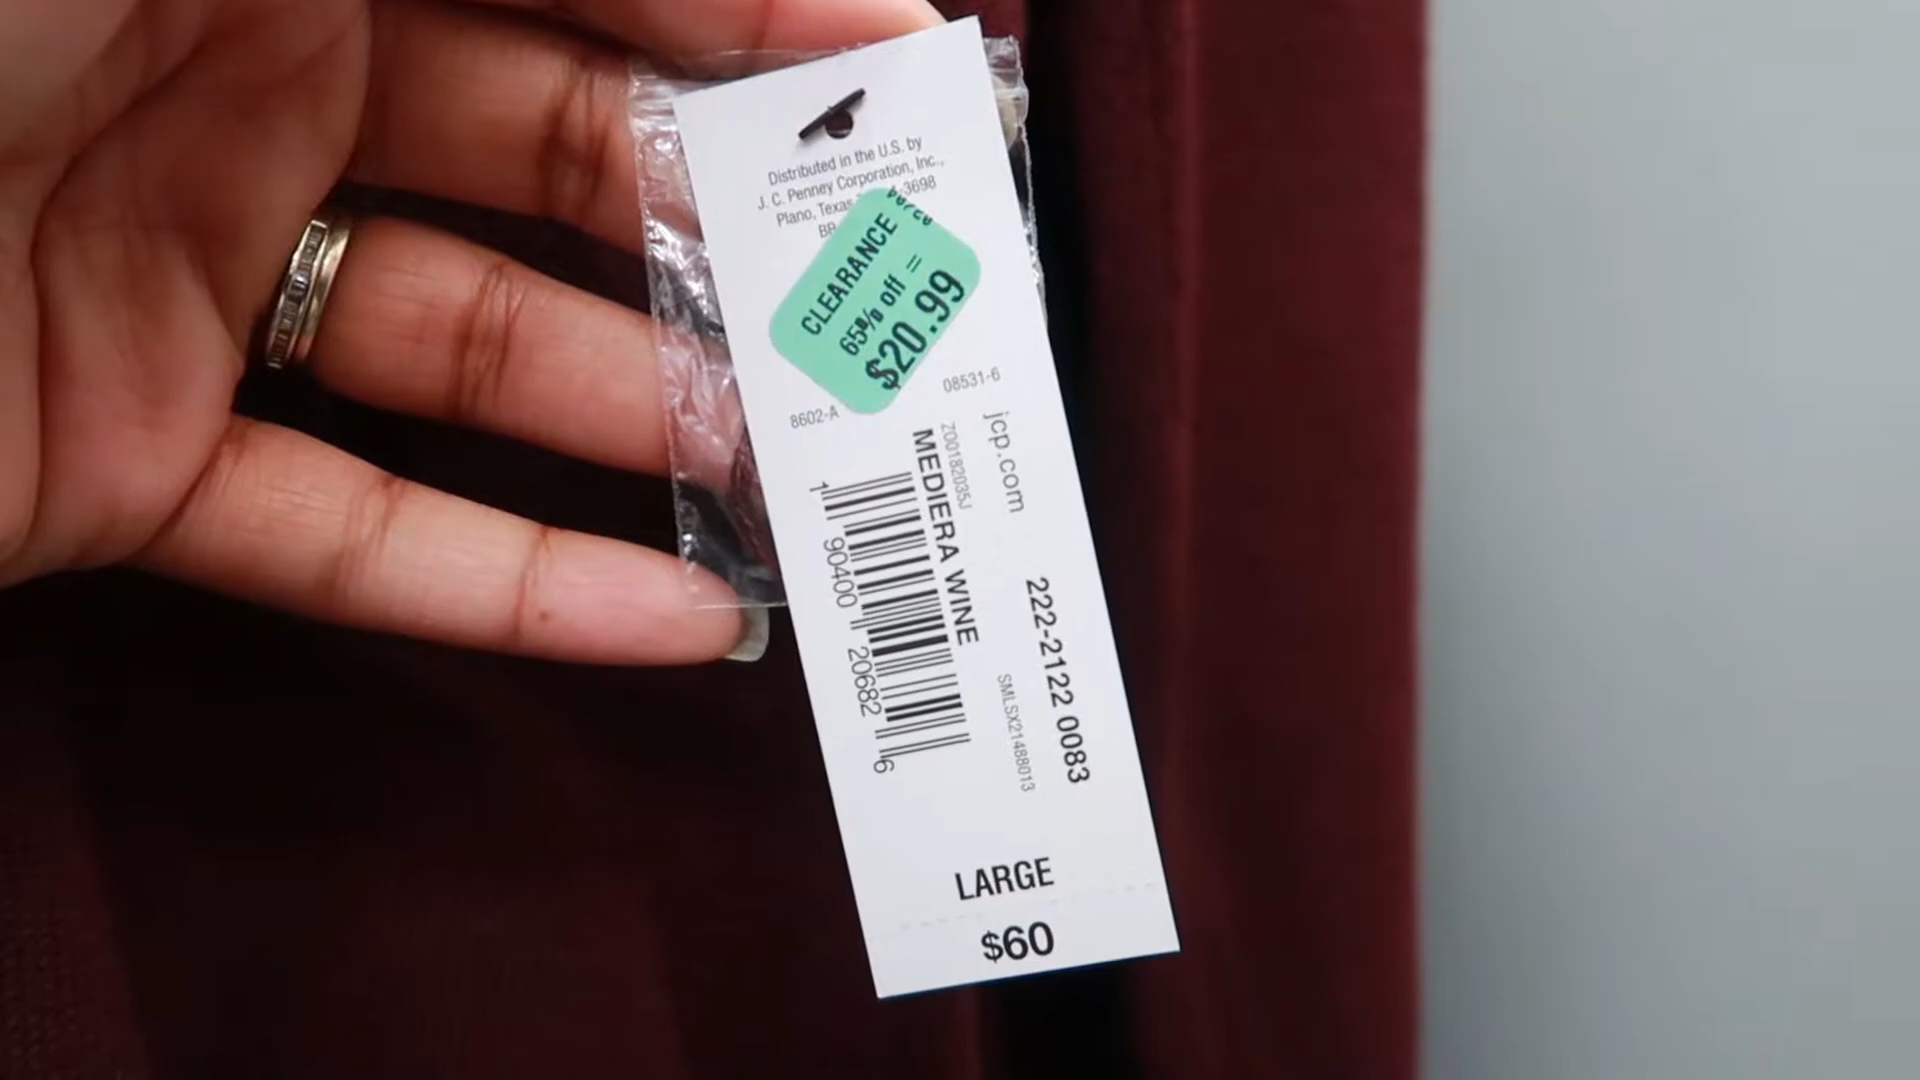 Distributed in the U.S. by
J. C. Penney Corporation, Inc.,
Plano, Texas -3698
CLEARANCE
65% off =
$20.99
8602-A
08531-6
jcp.com
Z00182035J
MEDIERA WINE
1 90400 20682 6
222-2122 0083
SMLSX21488013
LARGE
$60